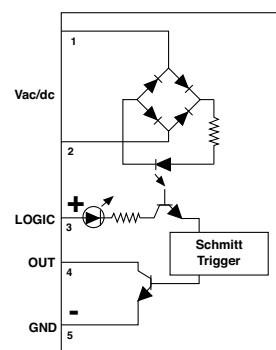 1
Vac/dc
2
+
LOGIC
3
Schmitt
Trigger
OUT
4
-
GND
5